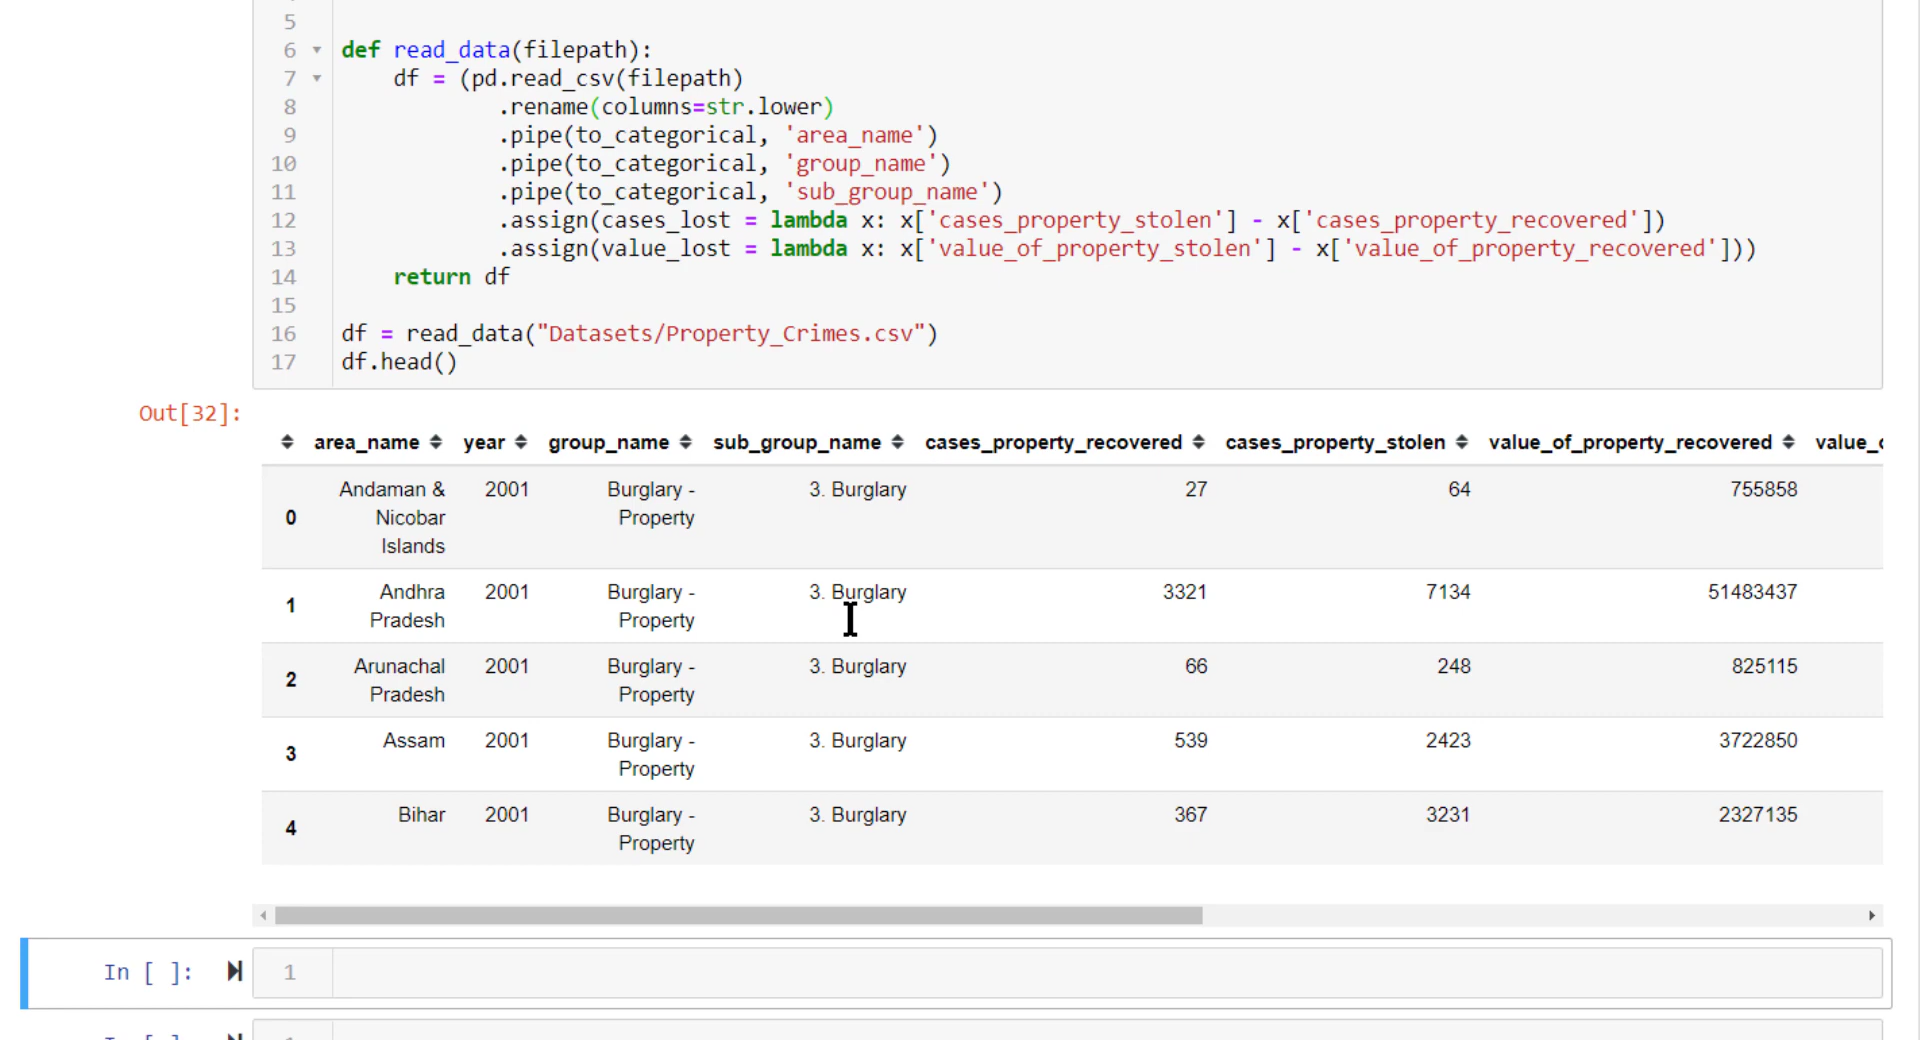 5
6 def read_data(filepath):
7     df = (pd.read_csv(filepath)
8             .rename(columns=str.lower)
9             .pipe(to_categorical, 'area_name')
10             .pipe(to_categorical, 'group_name')
11             .pipe(to_categorical, 'sub_group_name')
12             .assign(cases_lost = lambda x: x['cases_property_stolen'] - x['cases_property_recovered'])
13             .assign(value_lost = lambda x: x['value_of_property_stolen'] - x['value_of_property_recovered']))
14     return df
15
16 df = read_data("Datasets/Property_Crimes.csv")
17 df.head()
Out[32]:
area_name year group_name sub_group_name cases_property_recovered cases_property_stolen value_of_property_recovered
0 Andaman & Nicobar Islands 2001 Burglary - Property 3. Burglary 27 64 755858
1 Andhra Pradesh 2001 Burglary - Property 3. Burglary 3321 7134 51483437
2 Arunachal Pradesh 2001 Burglary - Property 3. Burglary 66 248 825115
3 Assam 2001 Burglary - Property 3. Burglary 539 2423 3722850
4 Bihar 2001 Burglary - Property 3. Burglary 367 3231 2327135
In [ ]: 1